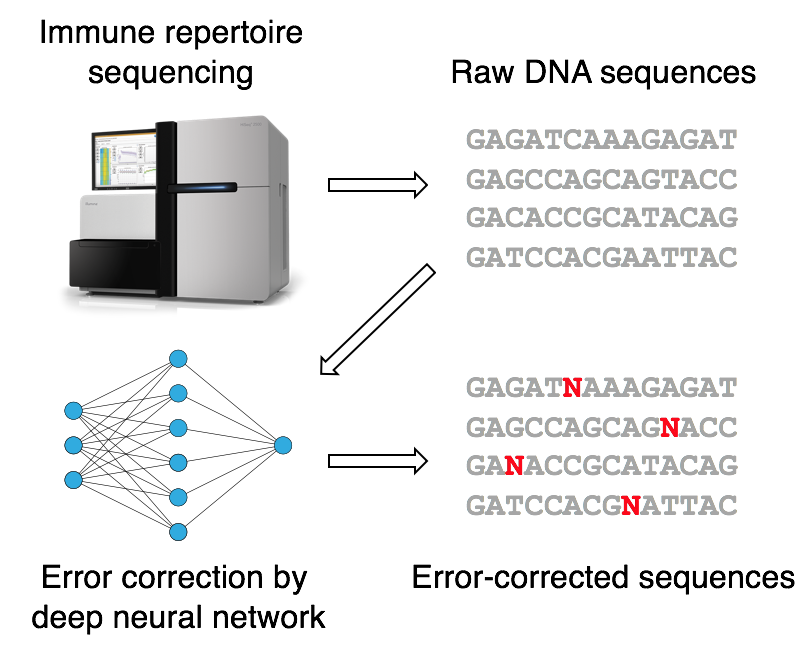 Immune repertoire
sequencing
Raw DNA sequences
GAGATCAAAGAGAT
GAGCCAGCAGTACC
GACACCGCATACAG
GATCCACGAATTAC
GAGATNAAAGAGAT
GAGCCAGCAGNACC
GANACCGCATACAG
GATCCACGNATTAC
Error correction by
deep neural network
Error-corrected sequences